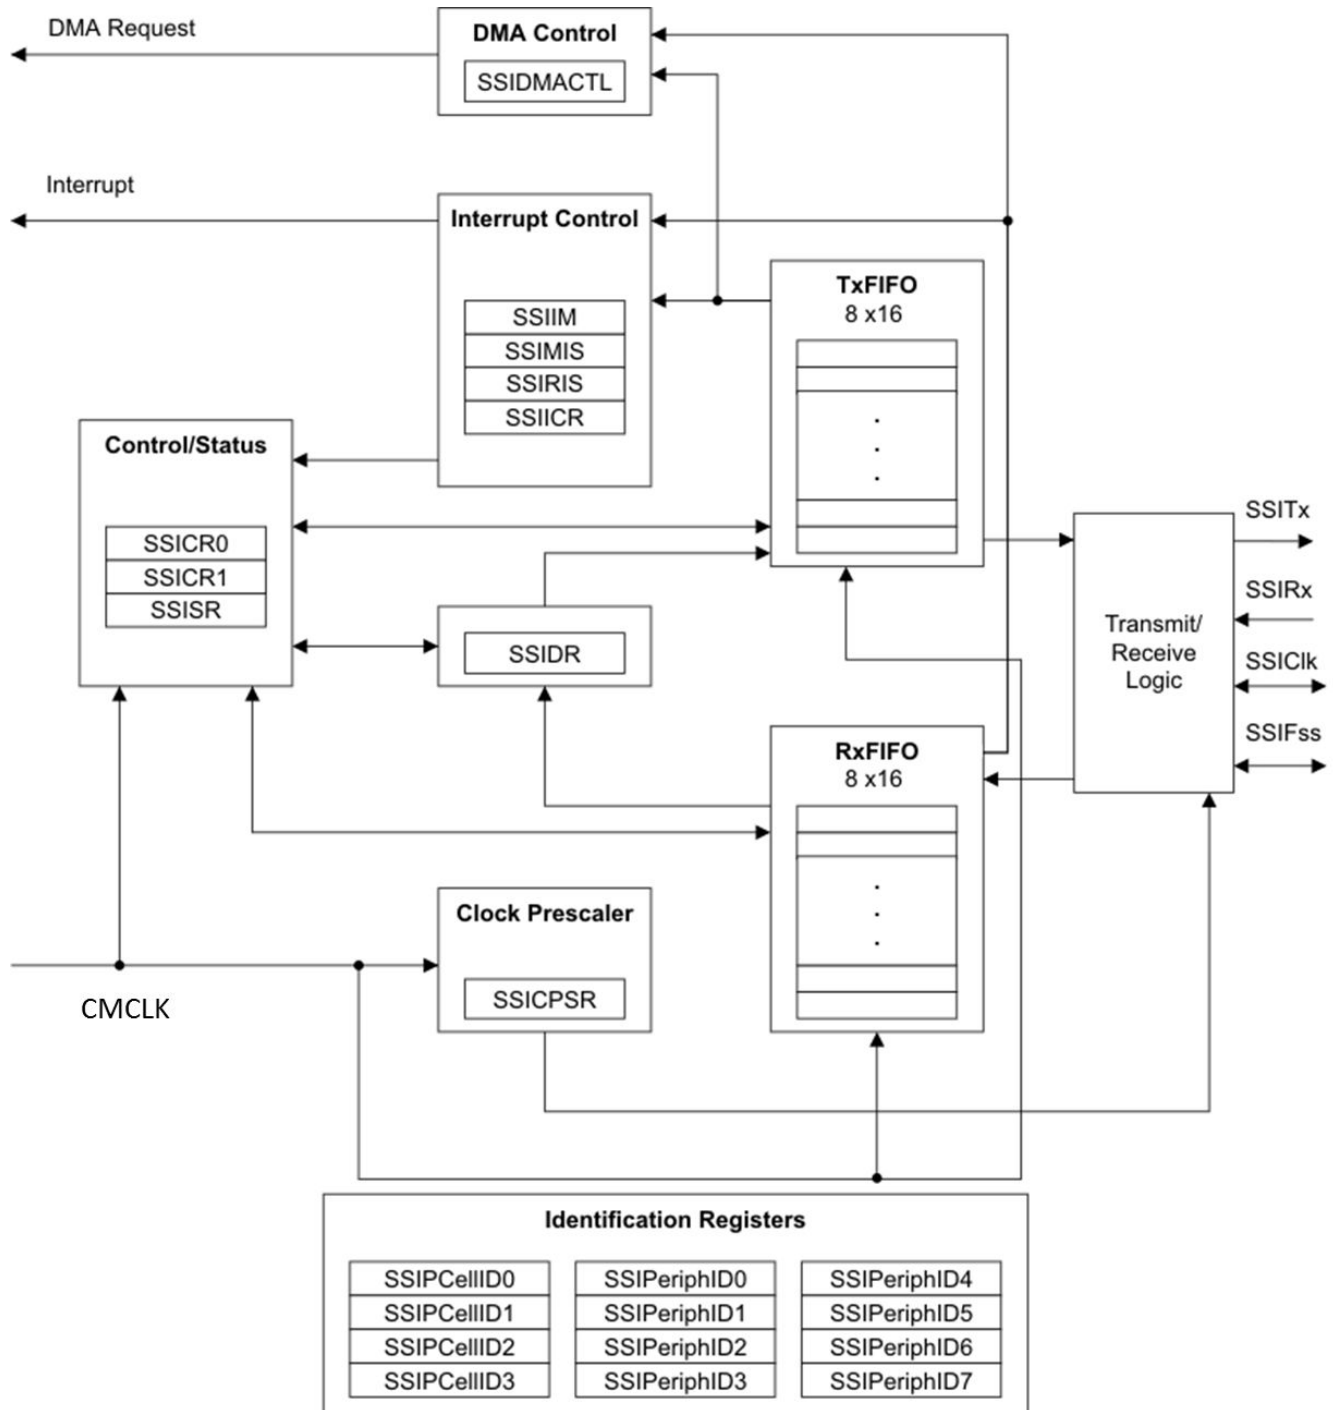 DMA Request
DMA Control
SSIDMACTL
Interrupt
Interrupt Control
SSIIM
SSIMIS
SSIRIS
SSIICR
TxFIFO
8 x16
.
.
.
Control/Status
SSICR0
SSICR1
SSISR
SSIDR
Transmit/
Receive
Logic
SSITx
SSIRx
SSIClk
SSIFss
RxFIFO
8 x16
.
.
.
Clock Prescaler
SSICPSR
CMCLK
Identification Registers
SSIPCellID0
SSIPCellID1
SSIPCellID2
SSIPCellID3
SSIPeriphID0
SSIPeriphID1
SSIPeriphID2
SSIPeriphID3
SSIPeriphID4
SSIPeriphID5
SSIPeriphID6
SSIPeriphID7